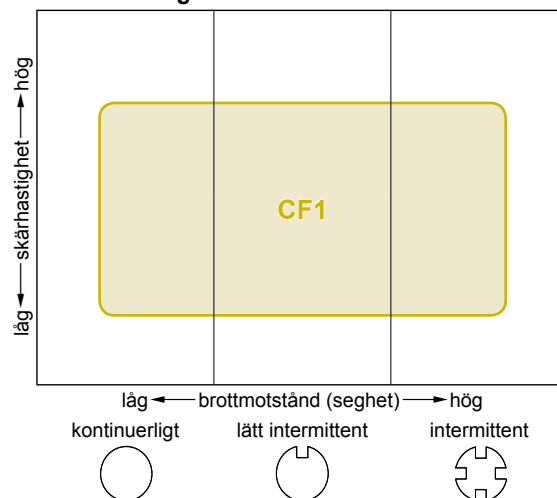 låg skärhastighet hög
CF1
låg brottmotstånd (seghet) hög
kontinuerligt lätt intermittent intermittent